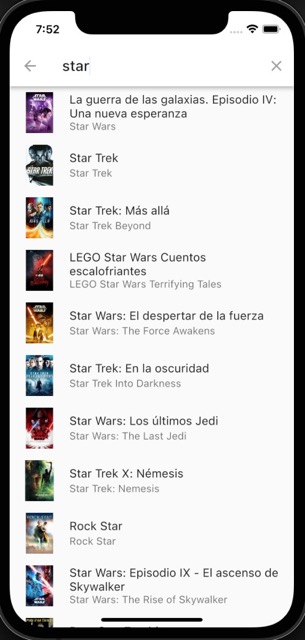 7:52
star
La guerra de las galaxias. Episodio IV:
Una nueva esperanza
Star Wars
Star Trek
Star Trek
Star Trek: Más allá
Star Trek Beyond
LEGO Star Wars Cuentos
escalofriantes
LEGO Star Wars Terrifying Tales
Star Wars: El despertar de la fuerza
Star Wars: The Force Awakens
Star Trek: En la oscuridad
Star Trek Into Darkness
Star Wars: Los últimos Jedi
Star Wars: The Last Jedi
Star Trek X: Némesis
Star Trek: Nemesis
Rock Star
Rock Star
Star Wars: Episodio IX - El ascenso de
Skywalker
Star Wars: The Rise of Skywalker